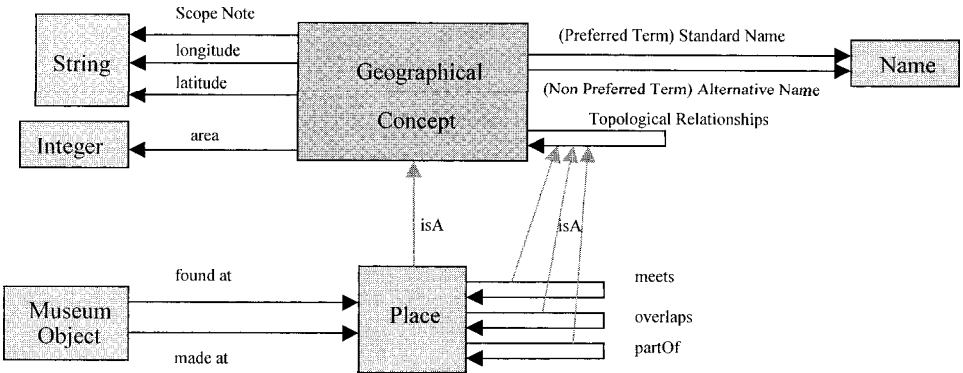 Scope Note
longitude
latitude
String
Geographical
Concept
(Preferred Term) Standard Name
Name
(Non Preferred Term) Alternative Name
Topological Relationships
area
Integer
isA
isA
found at
meets
Museum
Object
Place
overlaps
partOf
made at